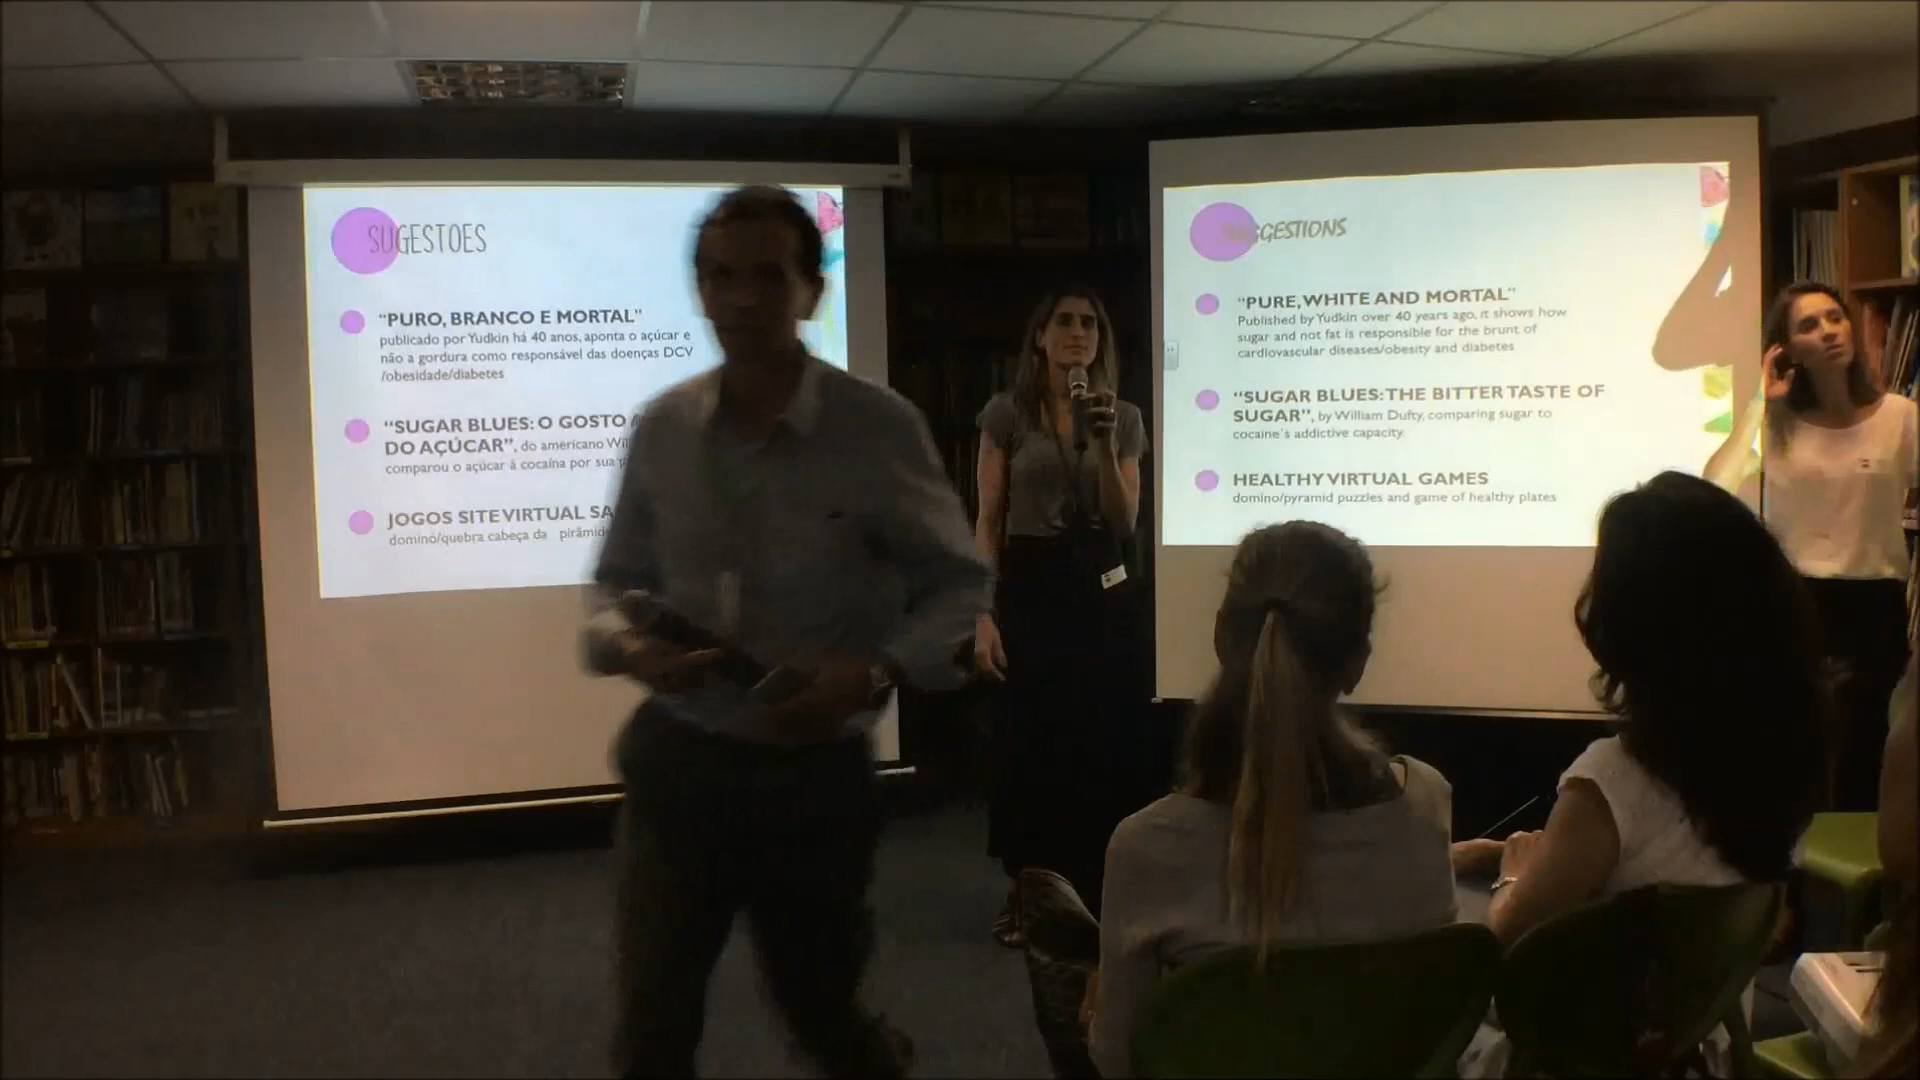 SUGESTOES
"PURO, BRANCO E MORTAL"
publicado por Yudkin há 40 anos, aponta o açúcar e
não a gordura como responsável das doenças DCV
/obesidade/diabetes
"SUGAR BLUES: O GOSTO
DO AÇÚCAR", do americano
comparou o açúcar à cocaína por sua
JOGOS SITE VIRTUAL
dominó/quebra cabeça da
"PURE, WHITE AND MORTAL"
Published by Yudkin over 40 years ago, it shows how
sugar and not fat is responsible for the brunt of
cardiovascular diseases/obesity and diabetes
"SUGAR BLUES: THE BITTER TASTE OF
SUGAR", by William Dufty, comparing sugar to
cocaine´s addictive capacity.
HEALTHY VIRTUAL GAMES
domino/pyramid puzzles and game of healthy plates